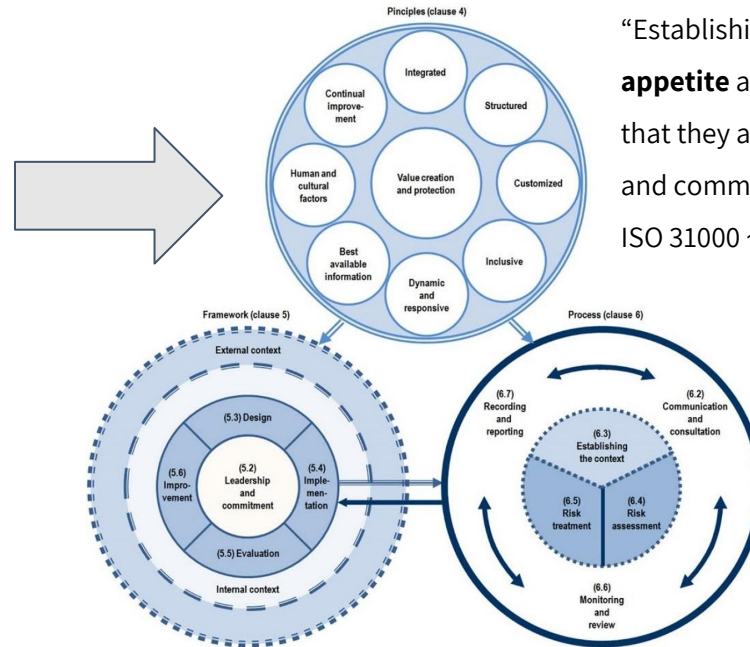 Pinciples (clause 4)
Integrated
Structured
Customized
Inclusive
Dynamic
and
responsive
Best
available
information
Human and
cultural
factors
Continual
improve-
ment
Value creation
and protection
“Establishi
appetite a
that they a
and comm
ISO 31000
Framework (clause 5)
External context
(5.3) Design
(5.6)
Impro-
vement
(5.2)
Leadership
and
commitment
(5.4)
Imple-
men-
tation
(5.5) Evaluation
Internal context
Process (clause 6)
(6.7)
Recording
and
reporting
(6.2)
Communication
and
consultation
(6.3)
Establishing
the context
(6.5)
Risk
treatment
(6.4)
Risk
assessment
(6.6)
Monitoring
and
review